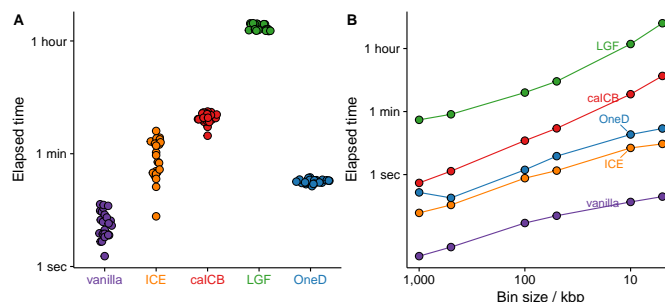 A
Elapsed time
1 hour
1 min
1 sec
vanilla
ICE
calCB
LGF
OneD
B
Elapsed time
1 hour
1 min
1 sec
LGF
calCB
OneD
ICE
vanilla
1,000
100
10
Bin size / kbp